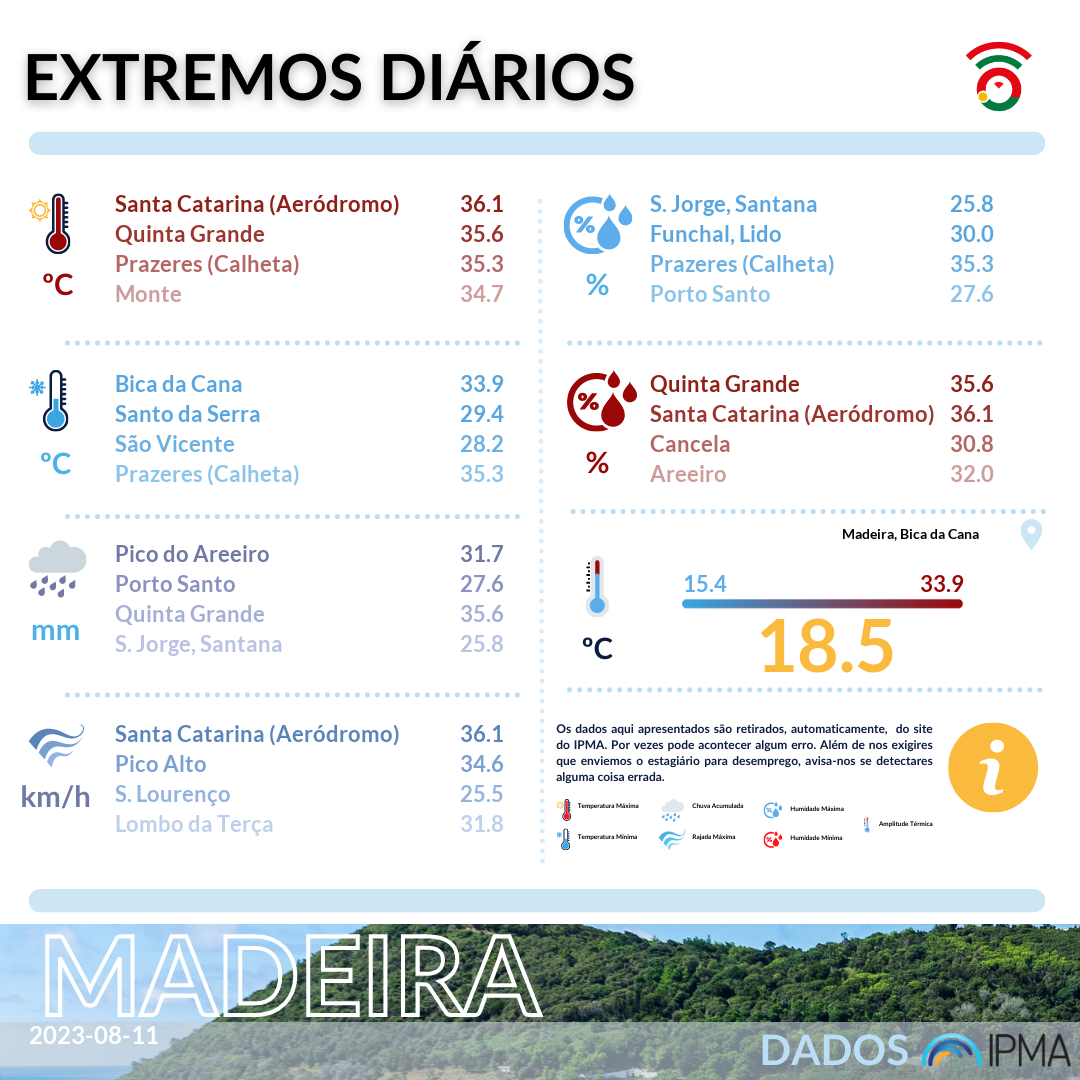 EXTREMOS DIÁRIOS
Santa Catarina (Aeródromo) 36.1
Quinta Grande 35.6
Prazeres (Calheta) 35.3
Monte 34.7
ºC
Bica da Cana 33.9
Santo da Serra 29.4
São Vicente 28.2
Prazeres (Calheta) 35.3
ºC
Pico do Areeiro 31.7
Porto Santo 27.6
Quinta Grande 35.6
S. Jorge, Santana 25.8
mm
Santa Catarina (Aeródromo) 36.1
Pico Alto 34.6
S. Lourenço 25.5
Lombo da Terça 31.8
km/h
%
S. Jorge, Santana 25.8
Funchal, Lido 30.0
Prazeres (Calheta) 35.3
Porto Santo 27.6
%
%
Quinta Grande 35.6
Santa Catarina (Aeródromo) 36.1
Cancela 30.8
Areeiro 32.0
%
Madeira, Bica da Cana
15.4 33.9
18.5
ºC
Os dados aqui apresentados são retirados, automaticamente, do site
do IPMA. Por vezes pode acontecer algum erro. Além de nos exigires
que enviemos o estagiário para desemprego, avisa-nos se detectares
alguma coisa errada.
i
Temperatura Máxima
Chuva Acumulada
Humidade Máxima
Amplitude Térmica
Temperatura Mínima
Rajada Máxima
Humidade Mínima
MADEIRA
2023-08-11
DADOS IPMA